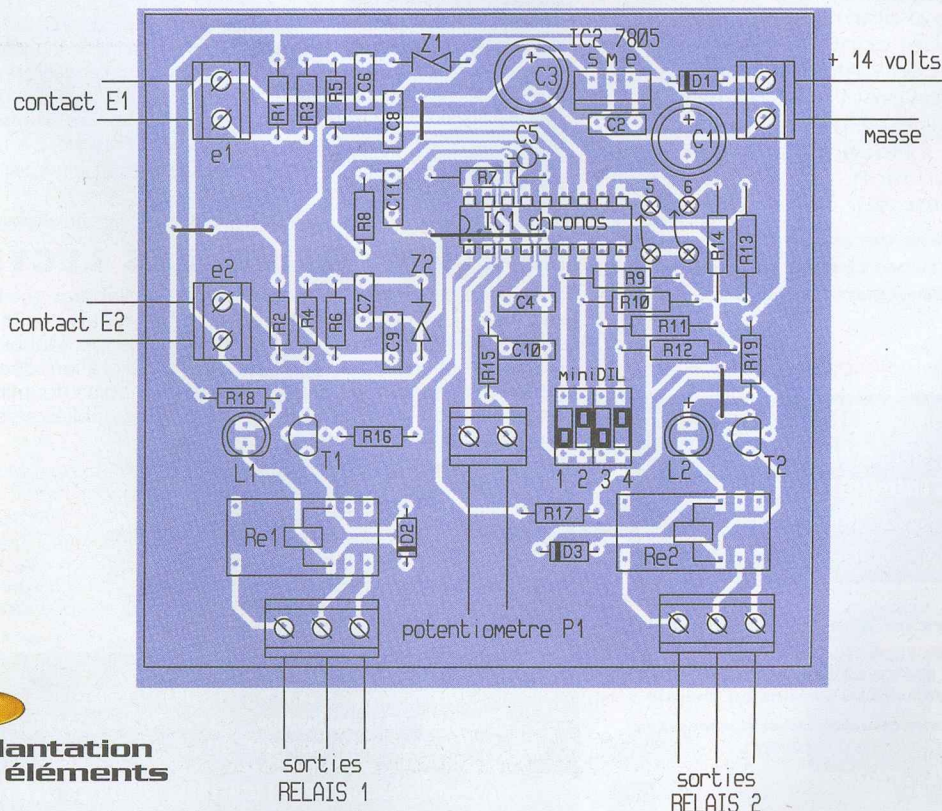 IC2 7805
s M e
Z1
C6
C3
D1
+ 14 volts
contact E1
R1
R3
R5
C8
C2
C1
masse
e1
C5
R7
R8
C11
IC1 chronos
5
6
R14
R13
e2
Z2
R9
contact E2
R2
R4
R6
C7
C9
C4
R10
R11
R12
R15
C10
R19
miniDIL
R18
L1
T1
R16
1 2 3 4
L2
T2
Re1
D2
R17
D3
Re2
potentiometre P1
lantation
éléments
sorties
RELAIS 1
sorties
RELAIS 2